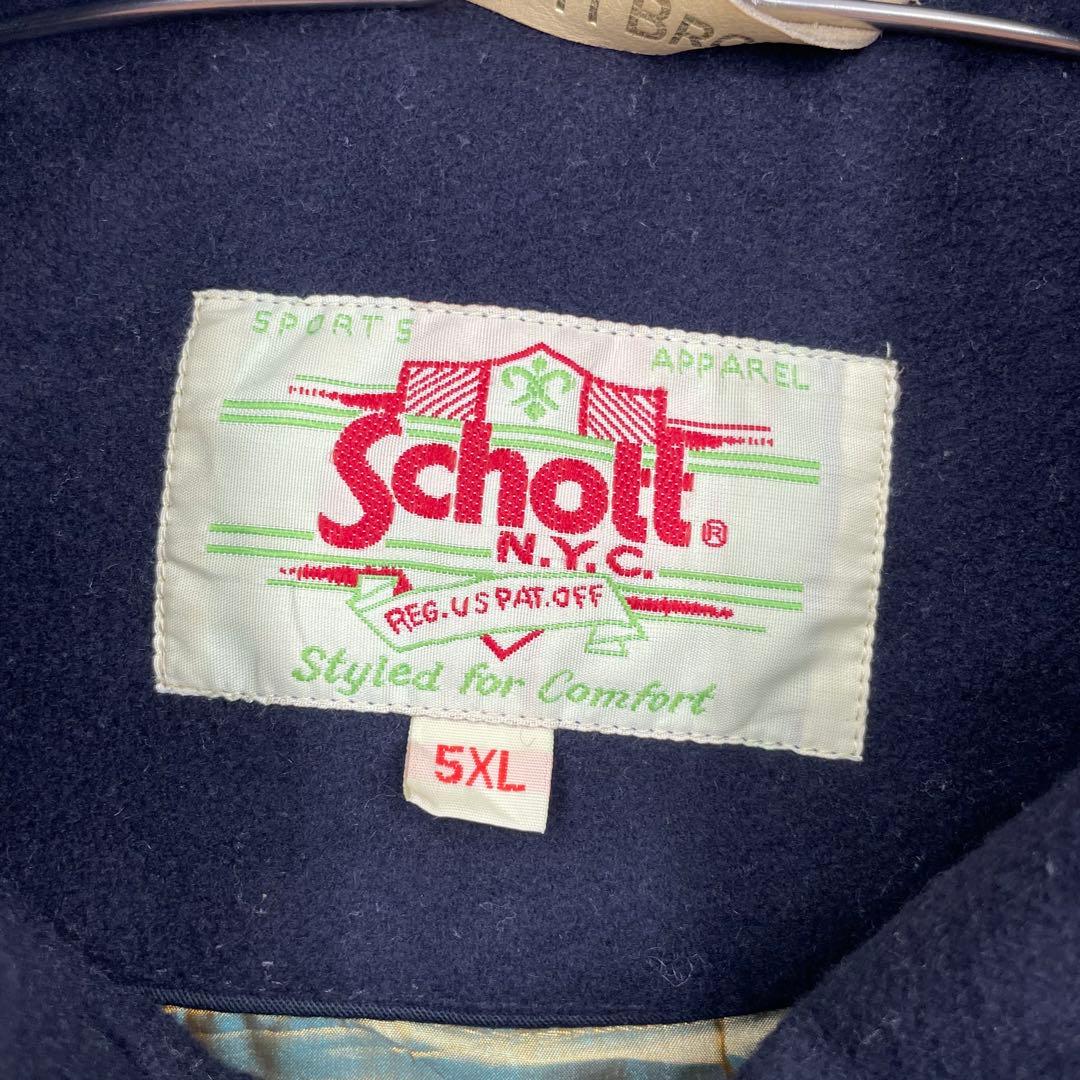 SPORTS APPAREL
Schott®
N.Y.C.
REG. US PAT. OFF
Styled for Comfort
5XL